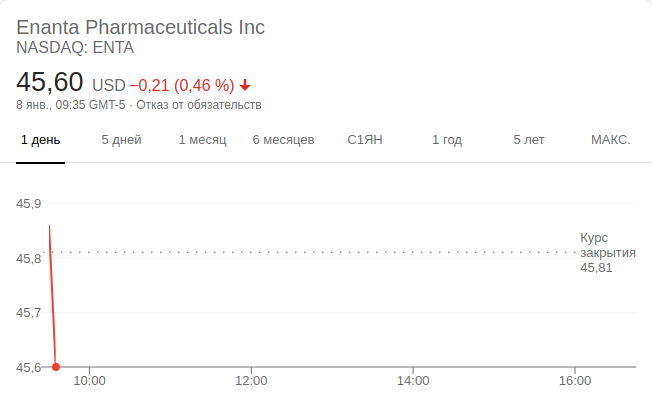 Enanta Pharmaceuticals Inc
NASDAQ: ENTA
45,60 USD −0,21 (0,46 %)
8 янв., 09:35 GMT-5 · Отказ от обязательств
1 день 5 дней 1 месяц 6 месяцев С1ЯН 1 год 5 лет МАКС.
45,9
45,8
45,7
45,6
Курс
закрытия
45,81
10:00 12:00 14:00 16:00